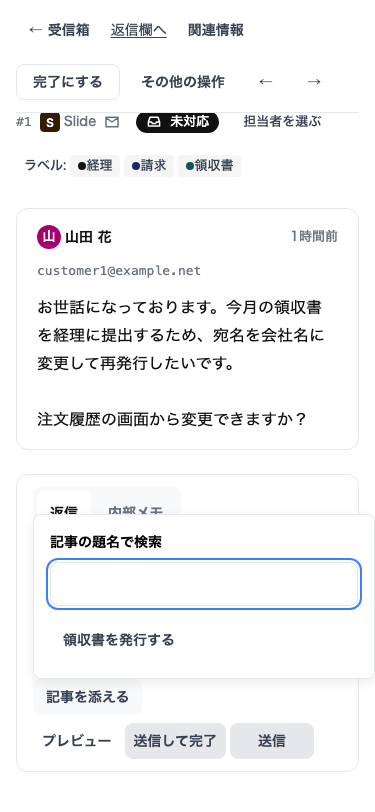 ← 受信箱 返信欄へ 関連情報
完了にする その他の操作 ← →
#1 S Slide 未対応 担当者を選ぶ
ラベル: 経理 請求 領収書
山 山田 花 1時間前
customer1@example.net
お世話になっております。今月の領収書
を経理に提出するため、宛名を会社名に
変更して再発行したいです。
注文履歴の画面から変更できますか？
返信 内部メモ
記事の題名で検索
領収書を発行する
記事を添える
プレビュー 送信して完了 送信